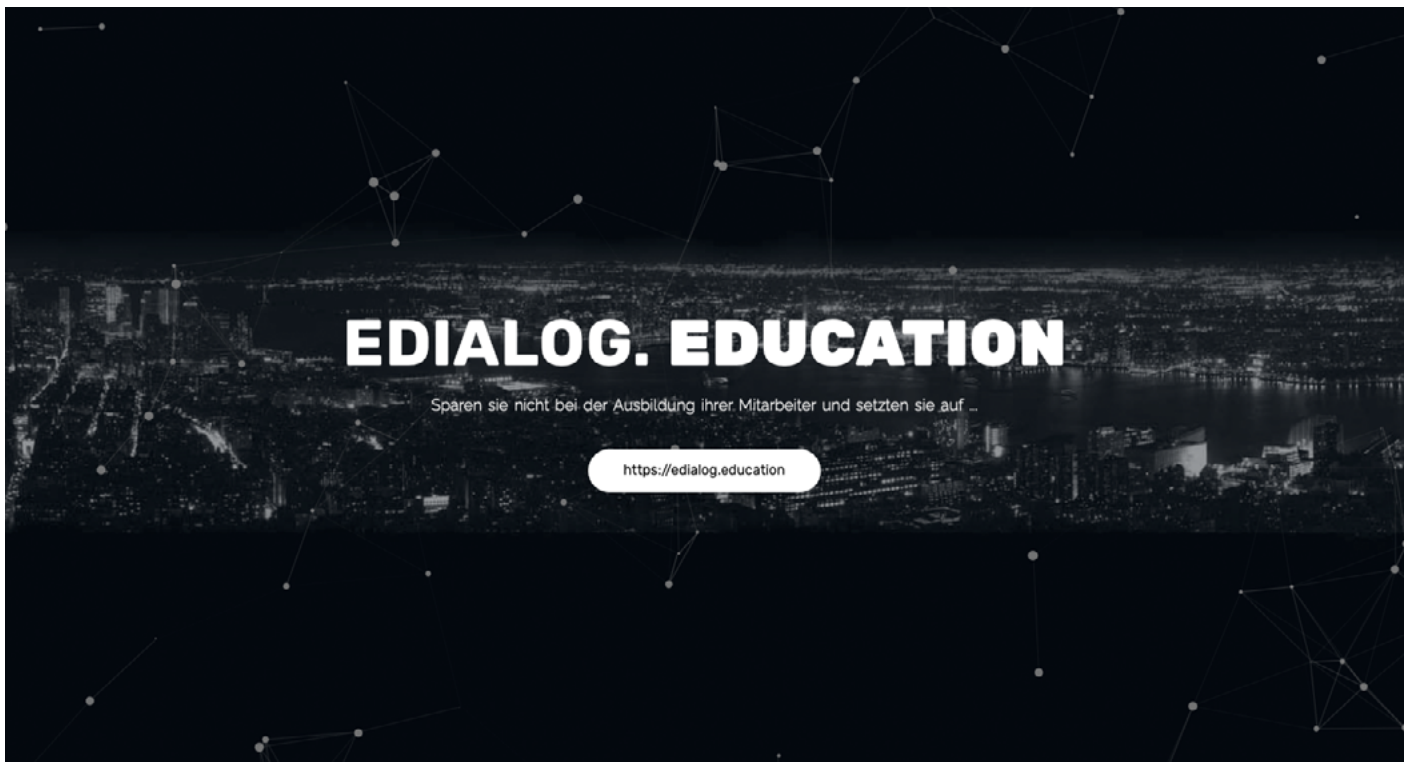 EDIALOG. EDUCATION
Sparen sie nicht bei der Ausbildung ihrer Mitarbeiter und setzten sie auf ...
https://edialog.education